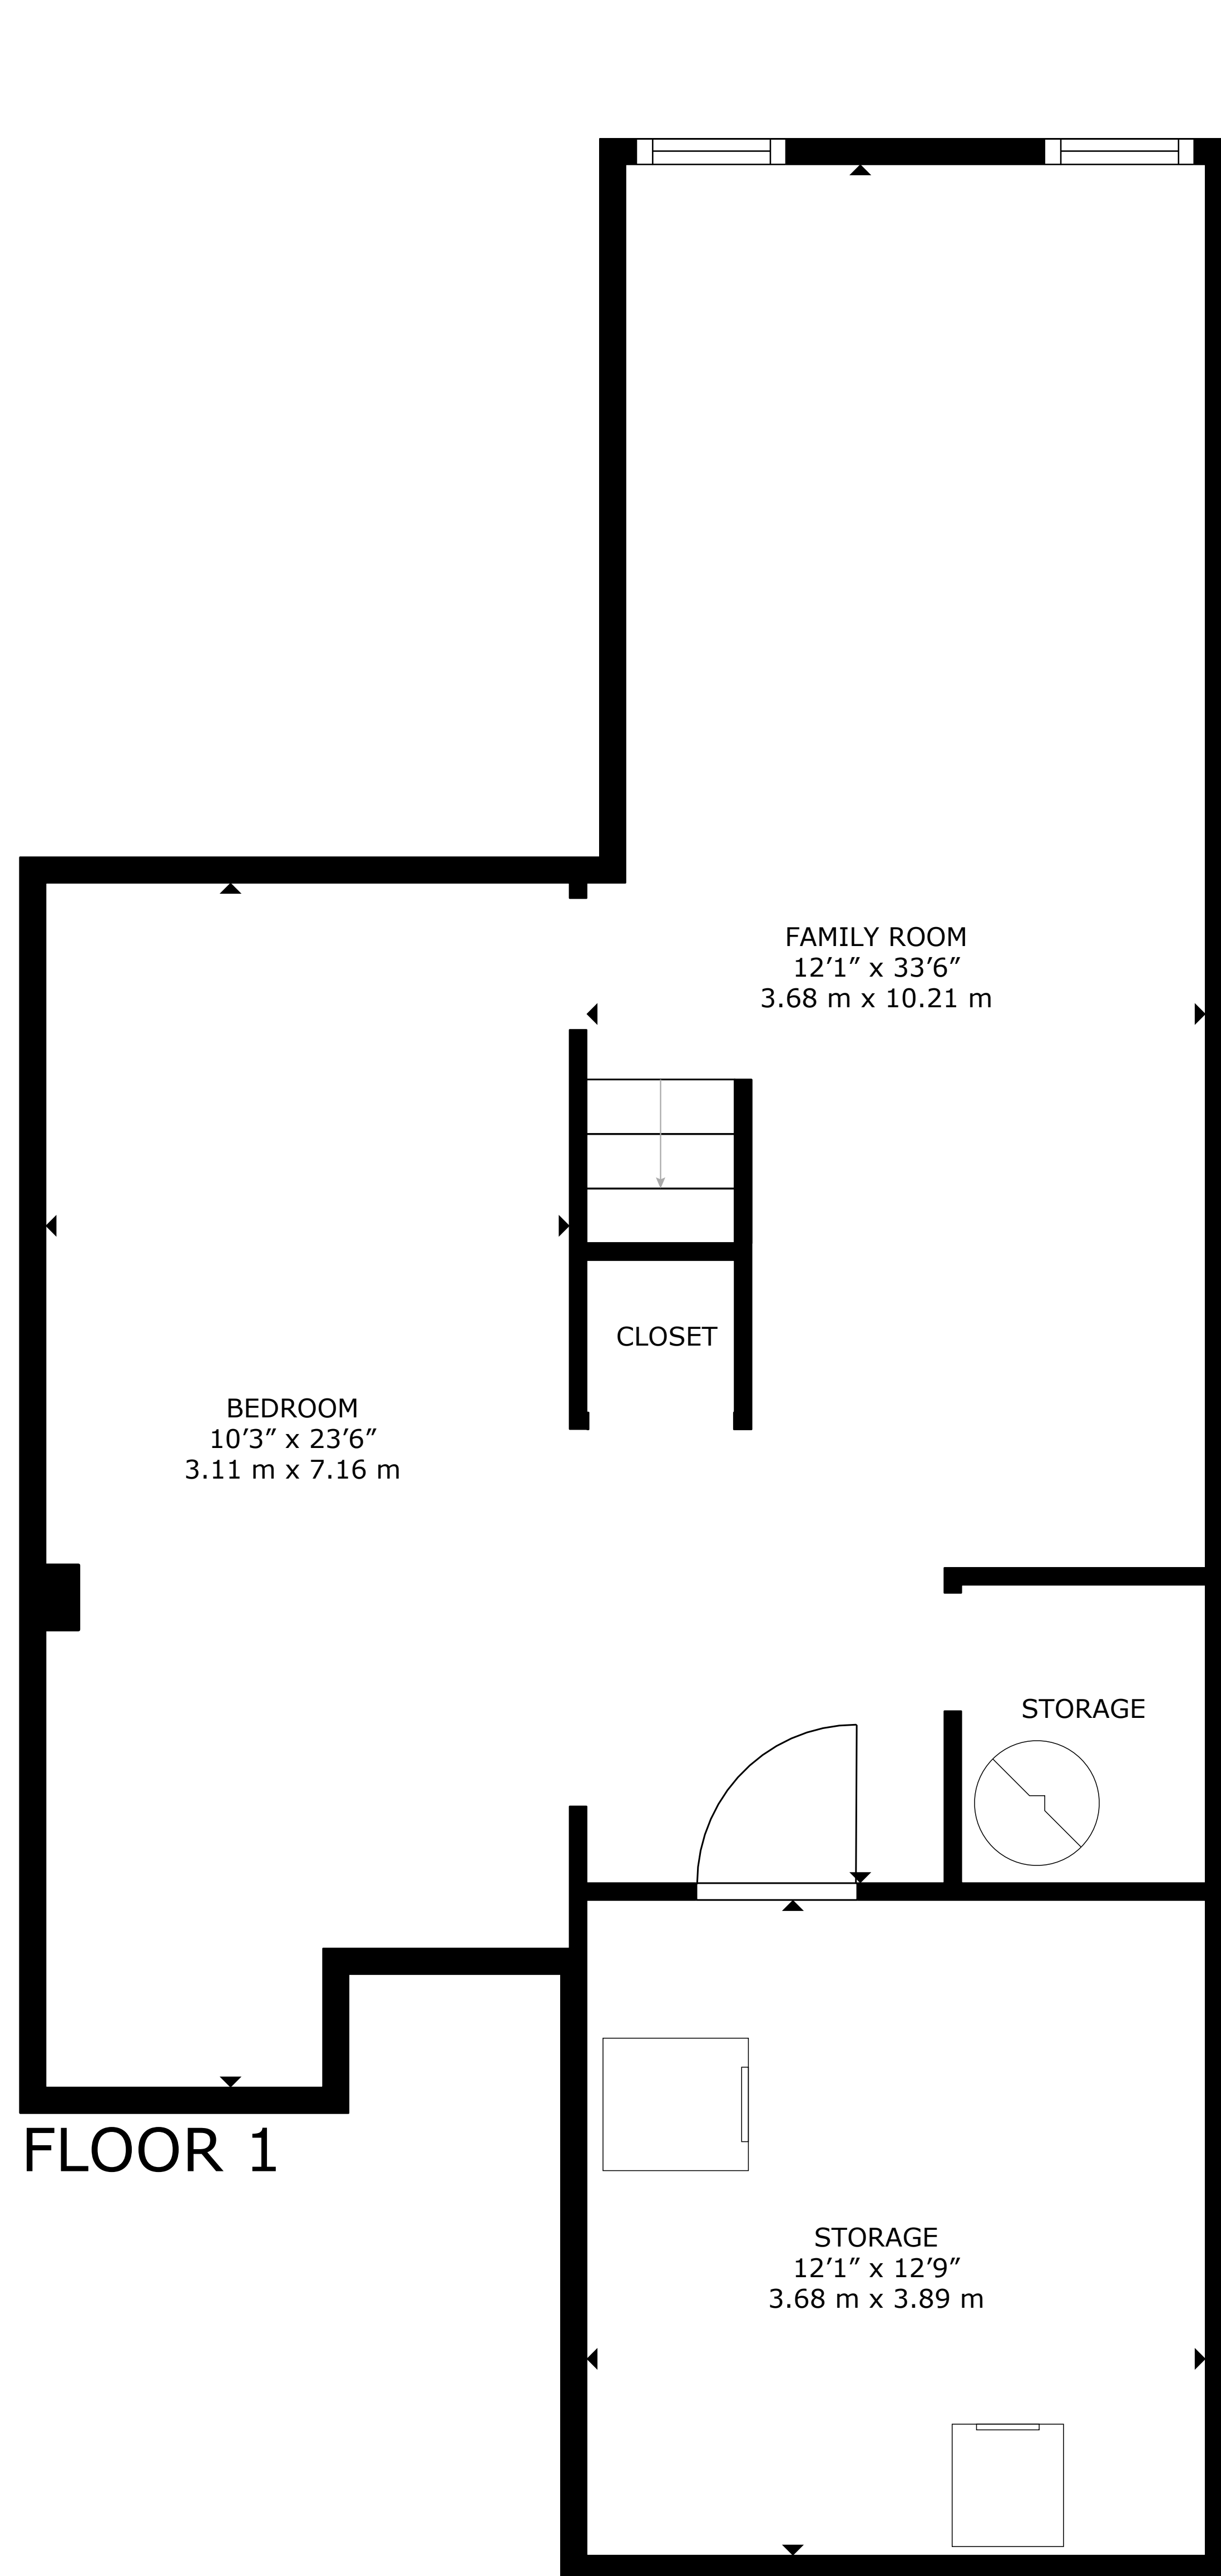 FAMILY ROOM
12′1″ x 33′6″
3.68 m x 10.21 m
CLOSET
BEDROOM
10′3″ x 23′6″
3.11 m x 7.16 m
STORAGE
FLOOR 1
STORAGE
12′1″ x 12′9″
3.68 m x 3.89 m